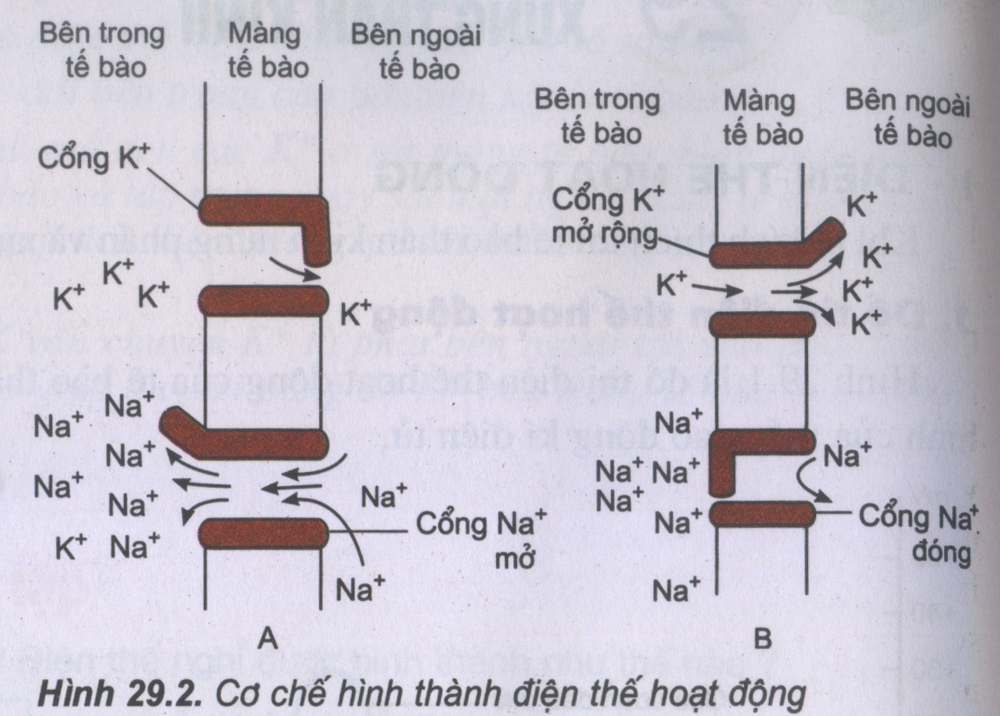 Bên trong tế bào
Màng tế bào
Bên ngoài tế bào
Cổng K⁺
K⁺
K⁺
K⁺
K⁺
Na⁺
Na⁺
Na⁺
Na⁺
Na⁺
K⁺ Na⁺
Na⁺
Cổng Na⁺ mở
Na⁺
A
Bên trong tế bào
Màng tế bào
Bên ngoài tế bào
Cổng K⁺ mở rộng
K⁺
K⁺
K⁺
K⁺
K⁺
Na⁺
Na⁺
Na⁺ Na⁺
Na⁺
Na⁺
Cổng Na⁺ đóng
Na⁺
B
Hình 29.2. Cơ chế hình thành điện thế hoạt động